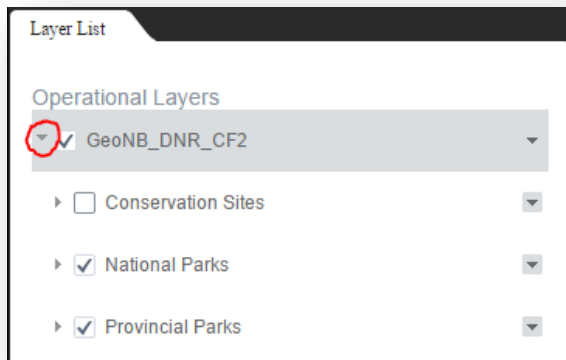 Layer List
Operational Layers
GeoNB_DNR_CF2
Conservation Sites
National Parks
Provincial Parks